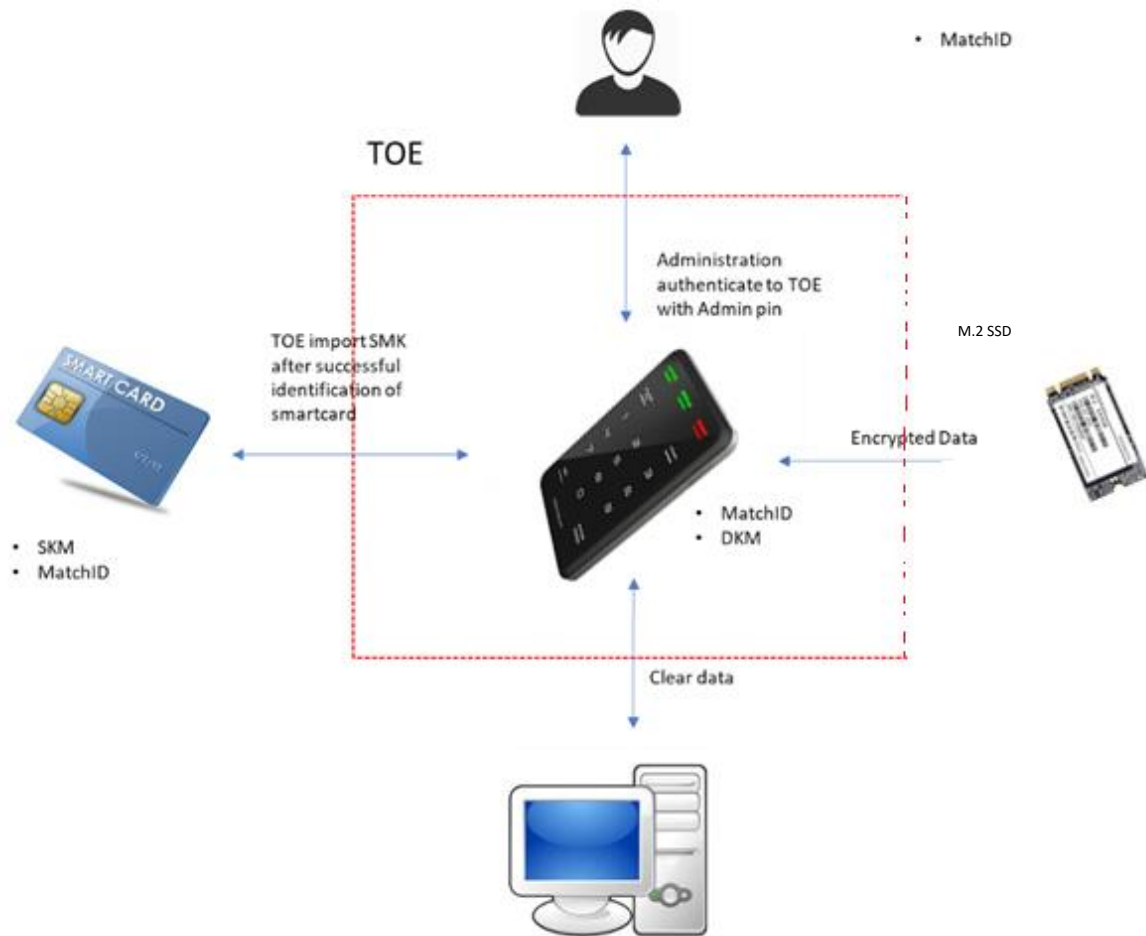 • MatchID
TOE
Administration
authenticate to TOE
with Admin pin
M.2 SSD
TOE import SMK
after successful
identification of
smartcard
SMART CARD
Encrypted Data
• MatchID
• DKM
• SKM
• MatchID
Clear data